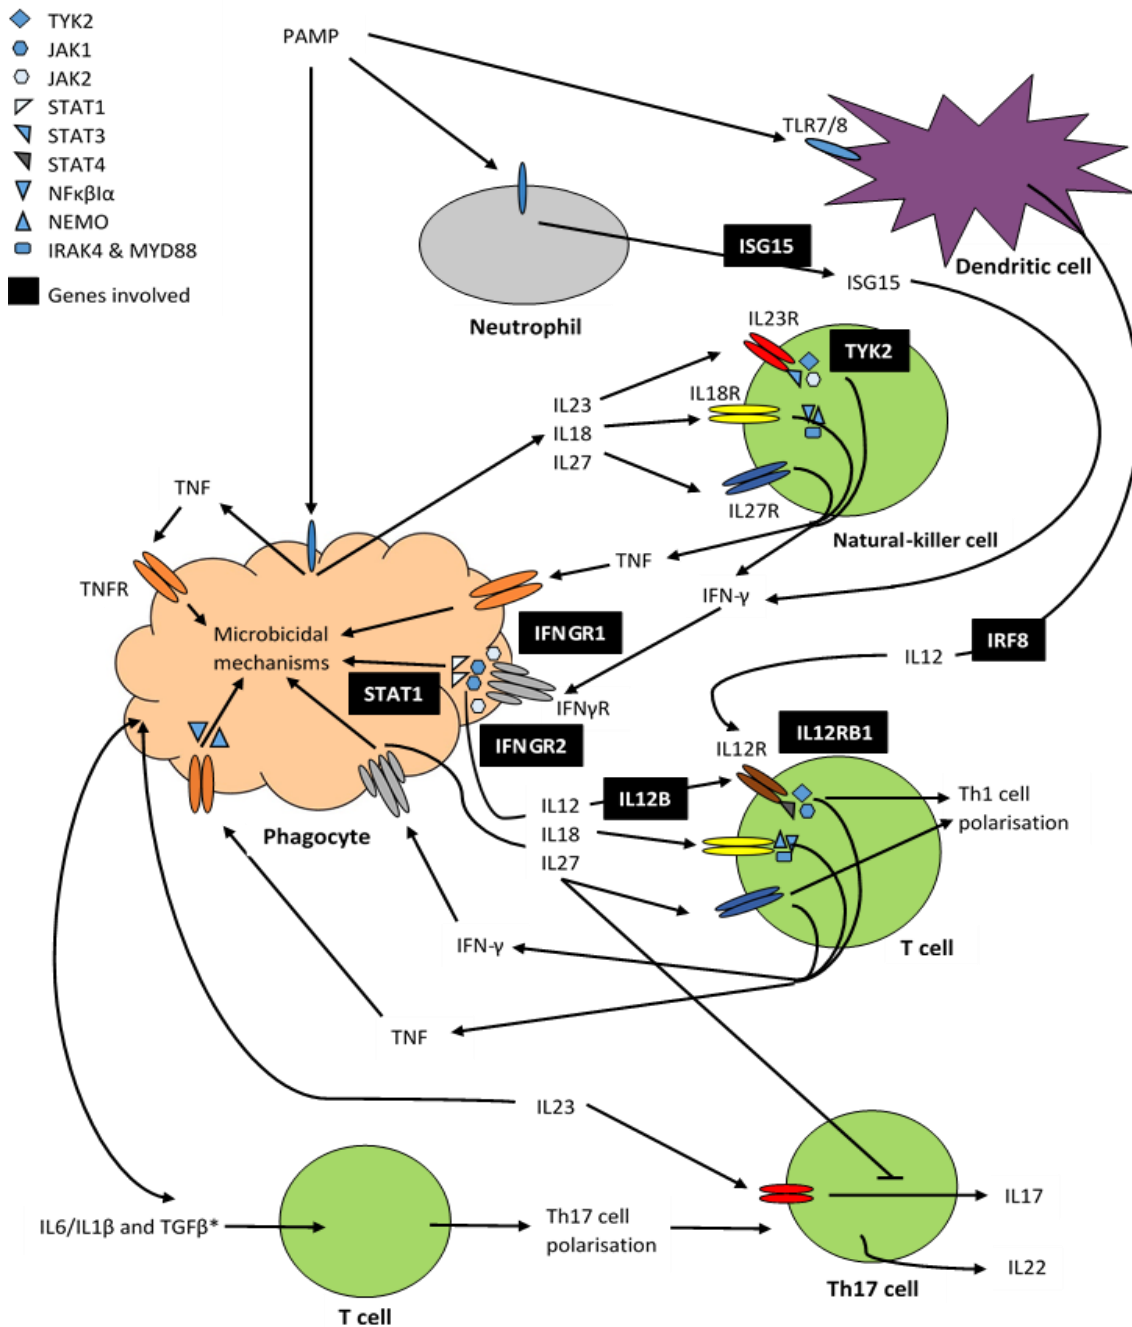 TYK2
JAK1
JAK2
STAT1
STAT3
STAT4
NFκβIα
NEMO
IRAK4 & MYD88
Genes involved
PAMP
TLR7/8
Dendritic cell
ISG15
ISG15
Neutrophil
IL23R
TYK2
IL18R
IL23
IL18
IL27
IL27R
Natural-killer cell
TNF
TNFR
TNF
IFN-γ
Microbicidal
mechanisms
IFNGR1
STAT1
IFNγR
IFNGR2
IRF8
IL12
IL12R
IL12RB1
IL12B
IL12
IL18
IL27
Th1 cell
polarisation
Phagocyte
T cell
IFN-γ
TNF
IL23
IL6/IL1β and TGFβ*
Th17 cell
polarisation
IL17
IL22
T cell
Th17 cell